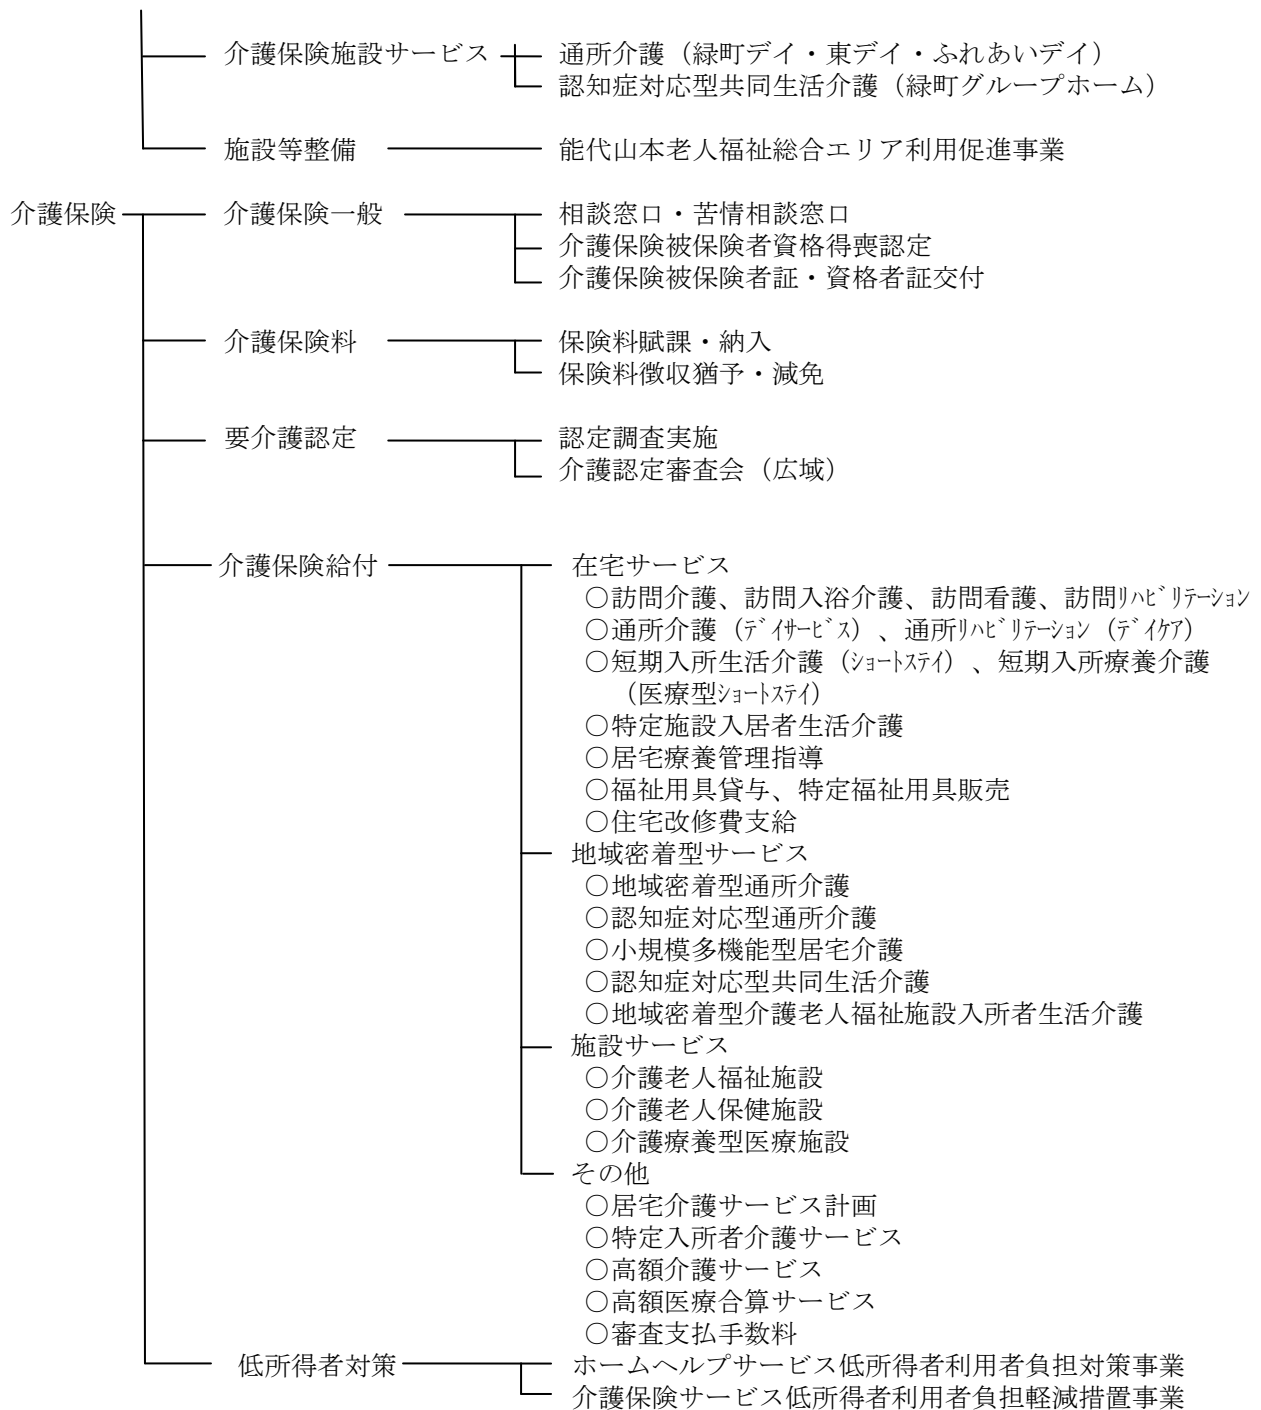 介護保険施設サービス 通所介護（緑町デイ・東デイ・ふれあいデイ）
認知症対応型共同生活介護（緑町グループホーム）
施設等整備 能代山本老人福祉総合エリア利用促進事業
介護保険 介護保険一般 相談窓口・苦情相談窓口
介護保険被保険者資格得喪認定
介護保険被保険者証・資格者証交付
介護保険料 保険料賦課・納入
保険料徴収猶予・減免
要介護認定 認定調査実施
介護認定審査会（広域）
介護保険給付 在宅サービス
○訪問介護、訪問入浴介護、訪問看護、訪問ﾘﾊﾋﾞﾘﾃｰｼｮﾝ
○通所介護（ﾃﾞｲｻｰﾋﾞｽ）、通所ﾘﾊﾋﾞﾘﾃｰｼｮﾝ（ﾃﾞｲｹｱ）
○短期入所生活介護（ｼｮｰﾄｽﾃｲ）、短期入所療養介護
（医療型ｼｮｰﾄｽﾃｲ）
○特定施設入居者生活介護
○居宅療養管理指導
○福祉用具貸与、特定福祉用具販売
○住宅改修費支給
地域密着型サービス
○地域密着型通所介護
○認知症対応型通所介護
○小規模多機能型居宅介護
○認知症対応型共同生活介護
○地域密着型介護老人福祉施設入所者生活介護
施設サービス
○介護老人福祉施設
○介護老人保健施設
○介護療養型医療施設
その他
○居宅介護サービス計画
○特定入所者介護サービス
○高額介護サービス
○高額医療合算サービス
○審査支払手数料
低所得者対策 ホームヘルプサービス低所得者利用者負担対策事業
介護保険サービス低所得者利用者負担軽減措置事業